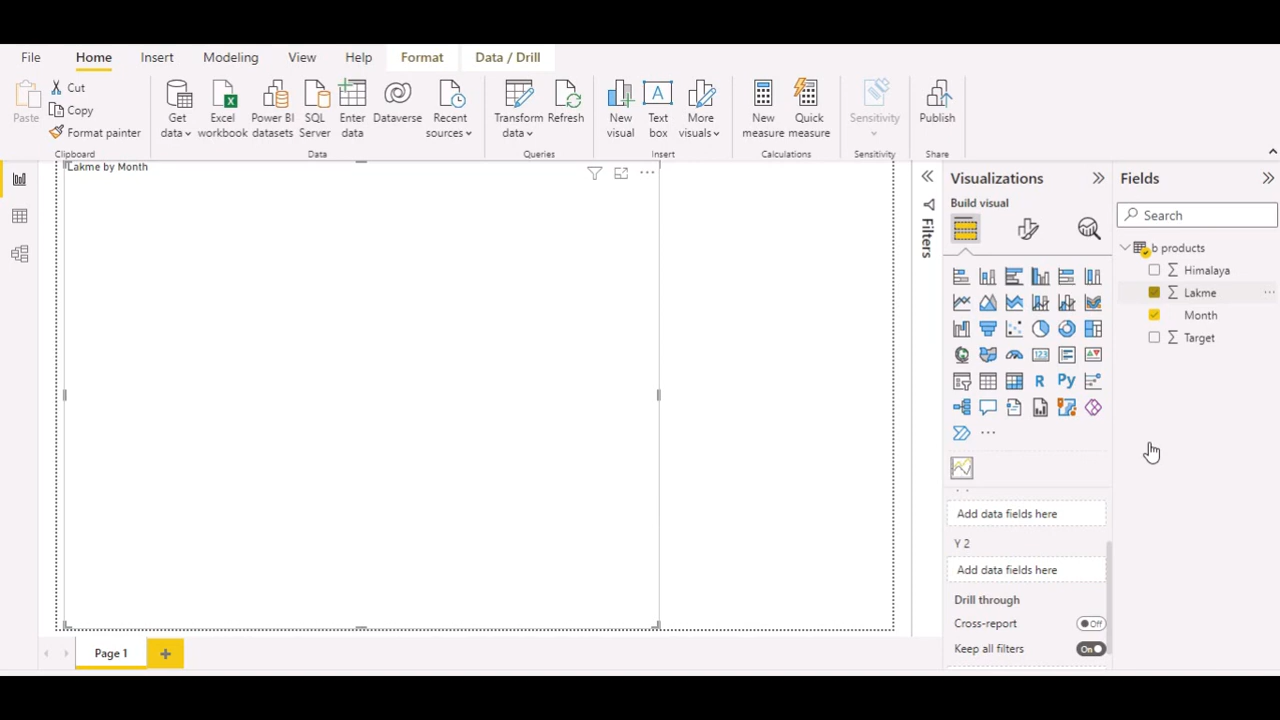 File Home Insert Modeling View Help Format Data / Drill
Paste
Cut
Copy
Format painter
Clipboard
Get data
Excel workbook
Power BI datasets
SQL Server
Enter data
Dataverse
Recent sources
Data
Transform data
Refresh
Queries
New visual
Text box
More visuals
Insert
New measure
Quick measure
Calculations
Sensitivity
Sensitivity
Publish
Share
Lakme by Month
Filters
Visualizations
Build visual
123
R
Py
Add data fields here
Y 2
Add data fields here
Drill through
Cross-report
Off
Keep all filters
On
Fields
Search
b products
Himalaya
Lakme
Month
Target
Page 1